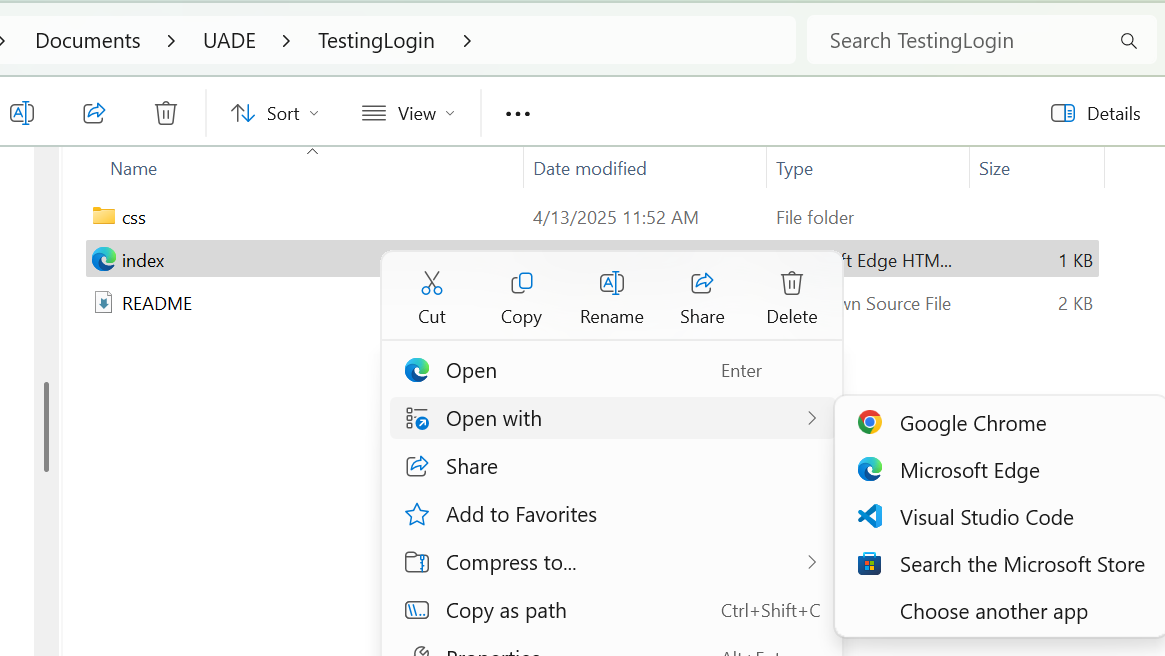 Documents > UADE > TestingLogin >
Search TestingLogin
Sort
View
Details
Name Date modified Type Size
css 4/13/2025 11:52 AM File folder
index ft Edge HTM... 1 KB
README wn Source File 2 KB
Cut Copy Rename Share Delete
Open Enter
Open with
Share
Add to Favorites
Compress to...
Copy as path Ctrl+Shift+C
Properties
Google Chrome
Microsoft Edge
Visual Studio Code
Search the Microsoft Store
Choose another app